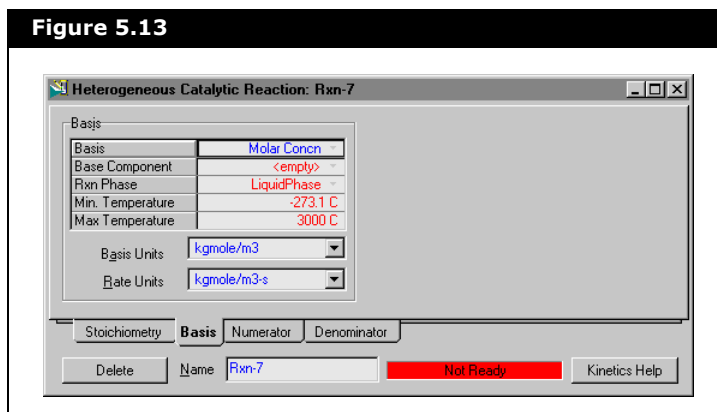 Figure 5.13
Heterogeneous Catalytic Reaction: Rxn-7
Basis
Basis Molar Concn
Base Component <empty>
Rxn Phase LiquidPhase
Min. Temperature -273.1 C
Max Temperature 3000 C
Basis Units kgmole/m3
Rate Units kgmole/m3-s
Stoichiometry Basis Numerator Denominator
Delete Name Rxn-7 Not Ready Kinetics Help